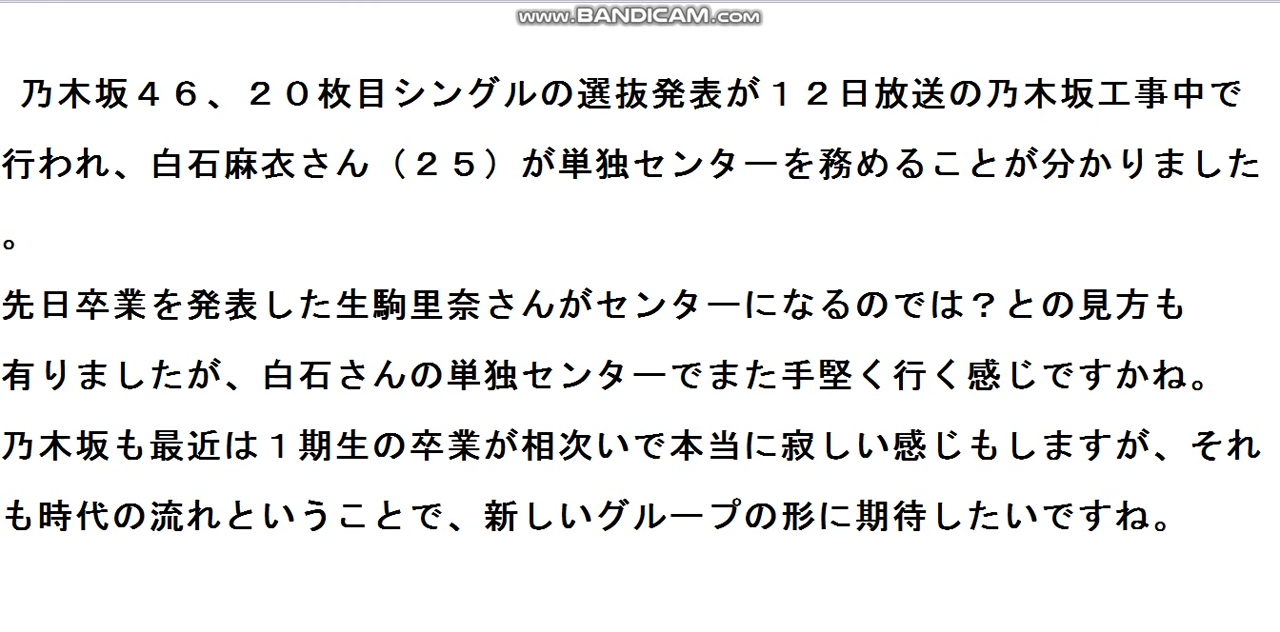 www.BANDICAM.com
乃木坂４６、２０枚目シングルの選抜発表が１２日放送の乃木坂工事中で
行われ、白石麻衣さん（２５）が単独センターを務めることが分かりました
。
先日卒業を発表した生駒里奈さんがセンターになるのでは？との見方も
有りましたが、白石さんの単独センターでまた手堅く行く感じですかね。
乃木坂も最近は１期生の卒業が相次いで本当に寂しい感じもしますが、それ
も時代の流れということで、新しいグループの形に期待したいですね。